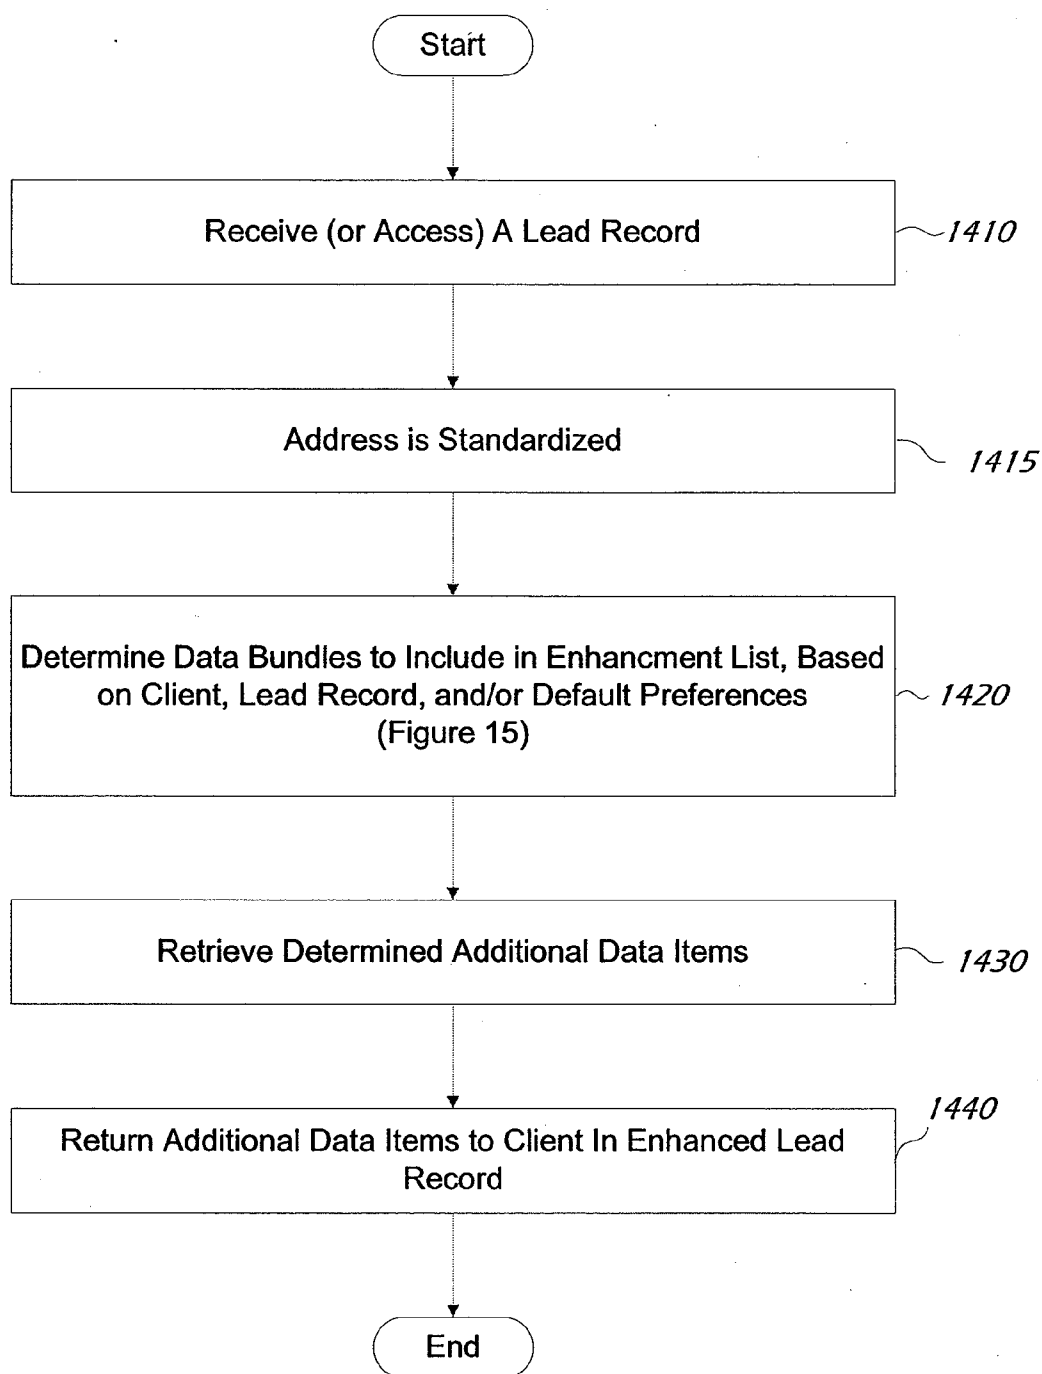 Start
Receive (or Access) A Lead Record
1410
Address is Standardized
1415
Determine Data Bundles to Include in Enhancment List, Based
on Client, Lead Record, and/or Default Preferences
(Figure 15)
1420
Retrieve Determined Additional Data Items
1430
Return Additional Data Items to Client In Enhanced Lead
Record
1440
End